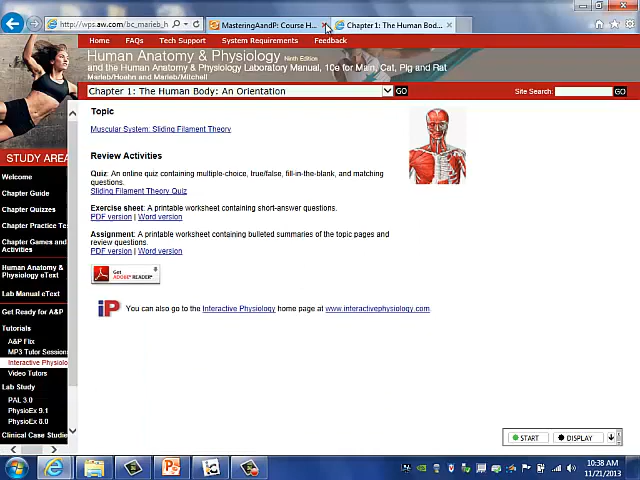 http://wps.aw.com/bc_marieb_h
MasteringAandP: Course H...
Chapter 1: The Human Bod...
Home FAQs Tech Support System Requirements Feedback
Human Anatomy & Physiology Ninth Edition
and the Human Anatomy & Physiology Laboratory Manual, 10e for Main, Cat, Pig and Rat
Marieb/Hoehn and Marieb/Mitchell
Chapter 1: The Human Body: An Orientation GO Site Search: GO
STUDY AREA
Welcome
Chapter Guide
Chapter Quizzes
Chapter Practice Te
Chapter Games and
Activities
Human Anatomy &
Physiology eText
Lab Manual eText
Get Ready for A&P
Tutorials
A&P Flix
MP3 Tutor Sessions
Interactive Physiolo
Video Tutors
Lab Study
PAL 3.0
PhysioEx 9.1
PhysioEx 8.0
Clinical Case Studie
Topic
Muscular System: Sliding Filament Theory
Review Activities
Quiz: An online quiz containing multiple-choice, true/false, fill-in-the-blank, and matching
questions.
Sliding Filament Theory Quiz
Exercise sheet: A printable worksheet containing short-answer questions.
PDF version | Word version
Assignment: A printable worksheet containing bulleted summaries of the topic pages and
review questions.
PDF version | Word version
Get
ADOBE® READER®
iP You can also go to the Interactive Physiology home page at www.interactivephysiology.com.
START DISPLAY
10:38 AM
11/21/2013